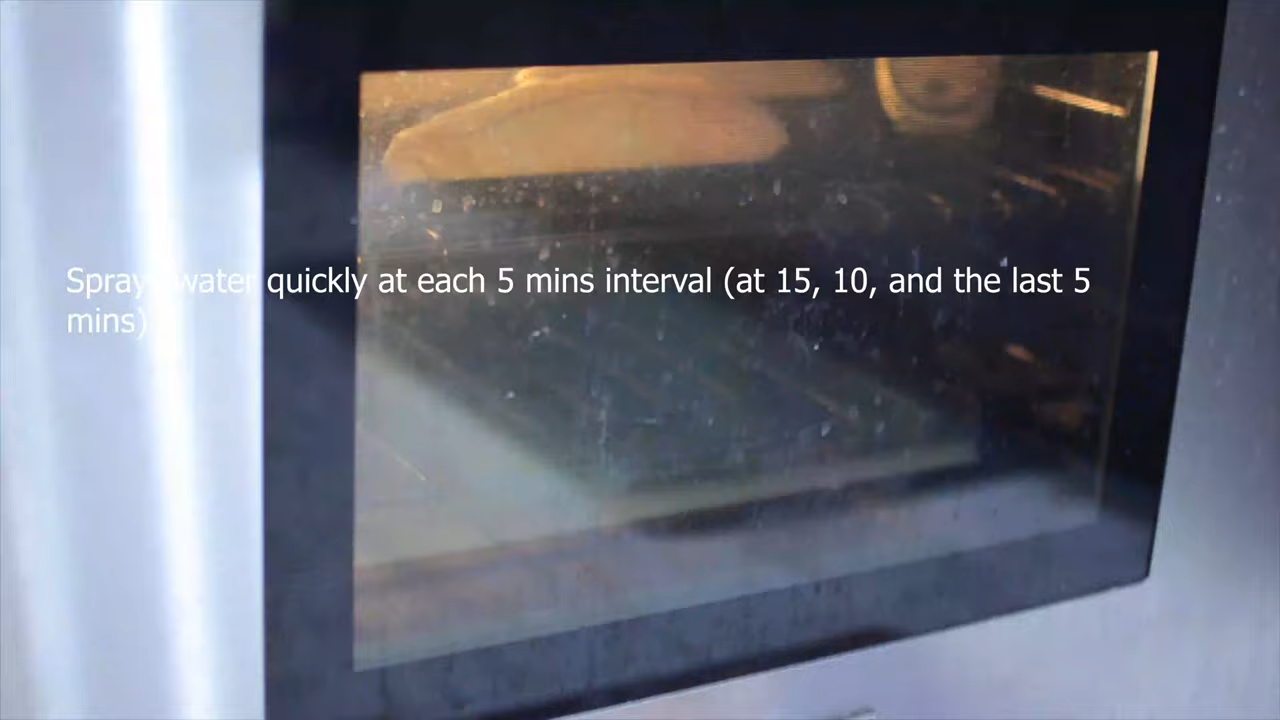 Spray water quickly at each 5 mins interval (at 15, 10, and the last 5
mins)